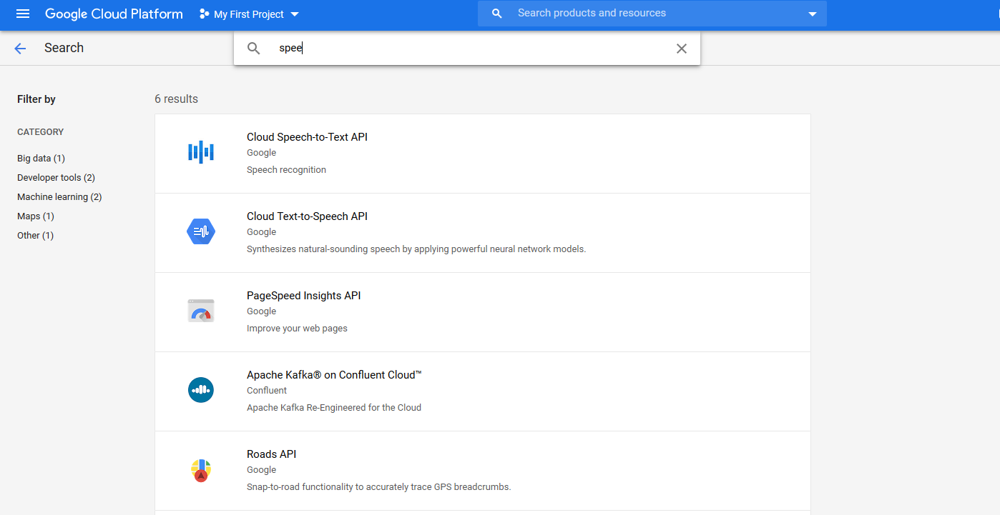 Google Cloud Platform
My First Project
Search products and resources
Search
spee
Filter by
CATEGORY
Big data (1)
Developer tools (2)
Machine learning (2)
Maps (1)
Other (1)
6 results
Cloud Speech-to-Text API
Google
Speech recognition
Cloud Text-to-Speech API
Google
Synthesizes natural-sounding speech by applying powerful neural network models.
PageSpeed Insights API
Google
Improve your web pages
Apache Kafka® on Confluent Cloud™
Confluent
Apache Kafka Re-Engineered for the Cloud
Roads API
Google
Snap-to-road functionality to accurately trace GPS breadcrumbs.